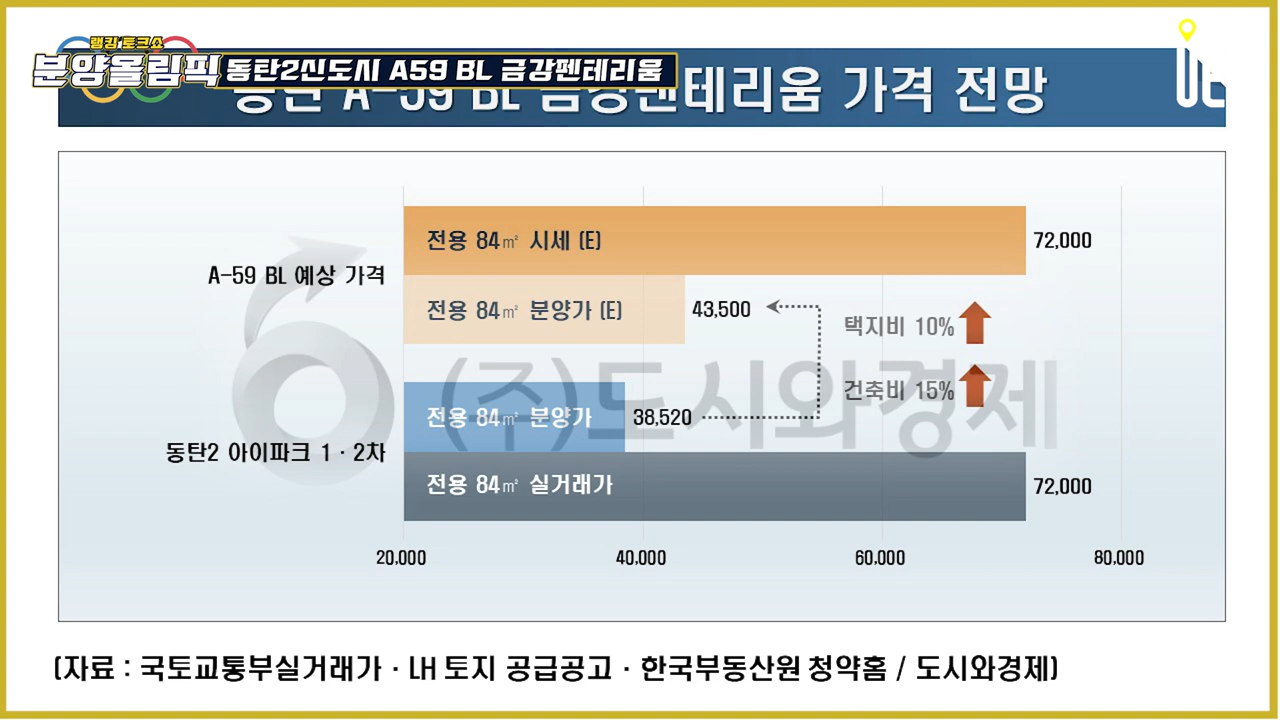 랭킹 토크쇼
분양올림픽 동탄2신도시 A59 BL 금강펜테리움
동탄 A-59 BL 금강펜테리움 가격 전망
전용 84㎡ 시세 (E) 72,000
A-59 BL 예상 가격
전용 84㎡ 분양가 (E) 43,500
택지비 10%
건축비 15%
(주)도시와경제
전용 84㎡ 분양가 38,520
동탄2 아이파크 1 · 2차
전용 84㎡ 실거래가 72,000
20,000 40,000 60,000 80,000
(자료 : 국토교통부실거래가 · LH 토지 공급공고 · 한국부동산원 청약홈 / 도시와경제)